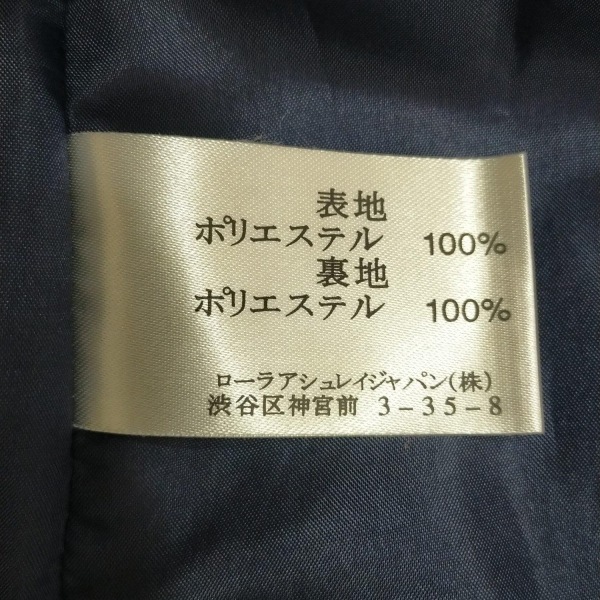 表地
ポリエステル 100%
裏地
ポリエステル 100%
ローラアシュレイジャパン(株)
渋谷区神宮前 3-35-8